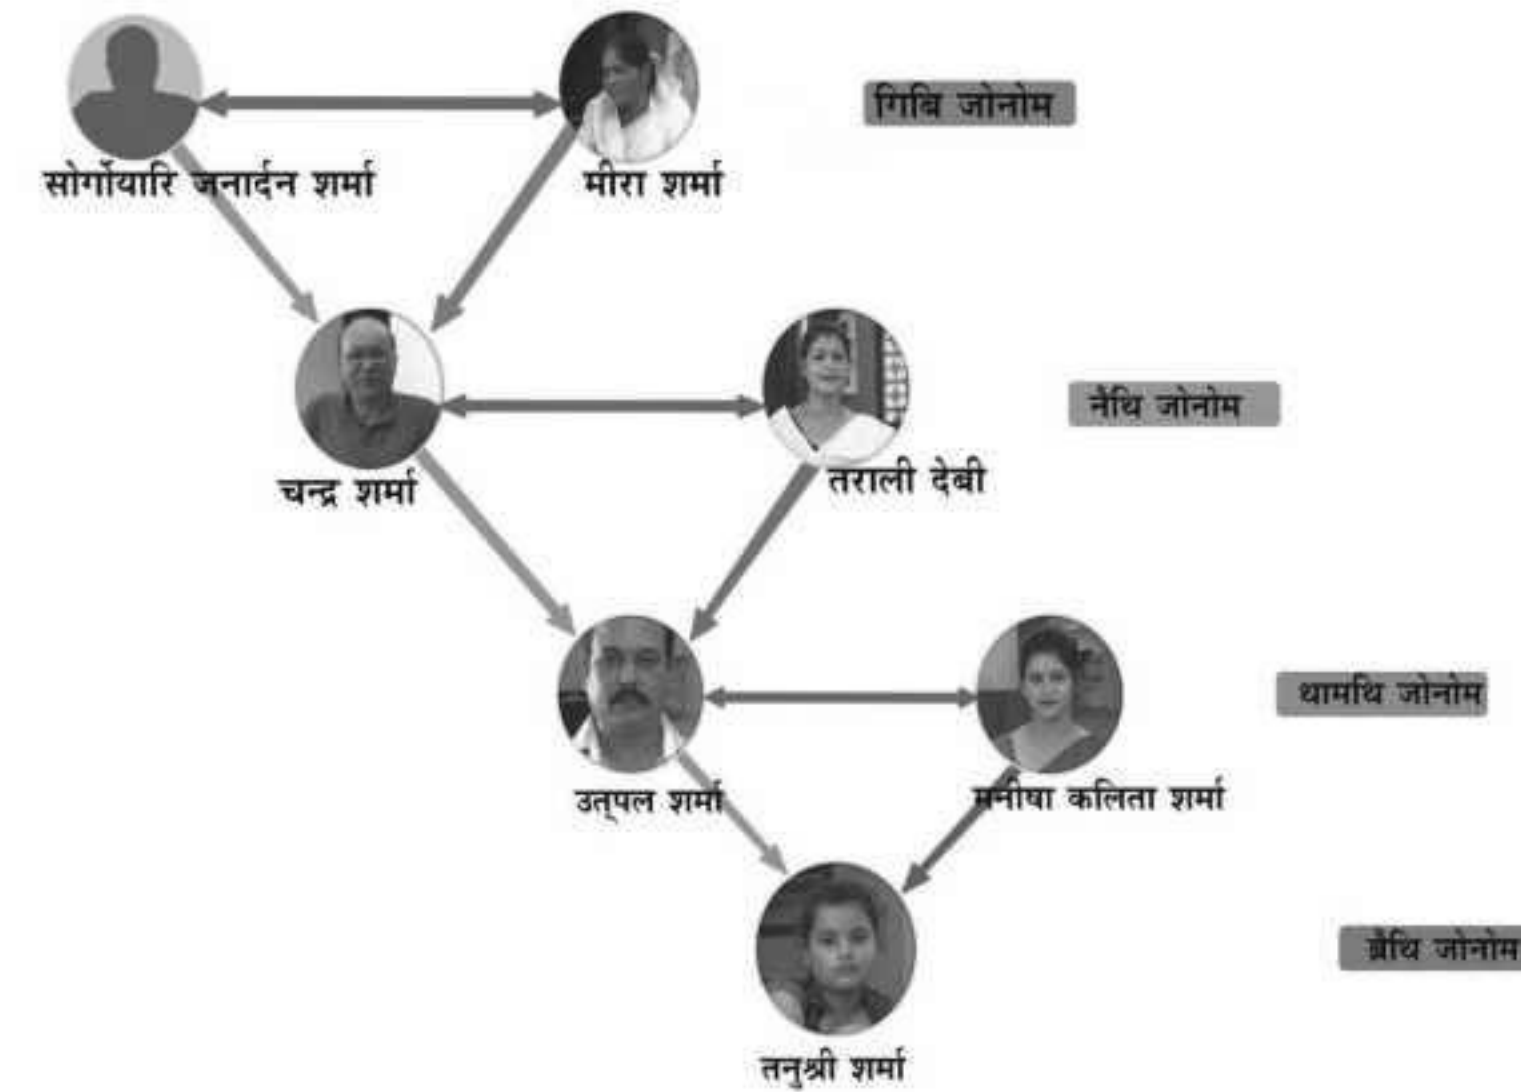 गिबि जोनोम
सोर्गोयारि जनार्दन शर्मा
मीरा शर्मा
नैथि जोनोम
चन्द्र शर्मा
तराली देबी
थामथि जोनोम
उत्‌पल शर्मा
मनीषा कलिता शर्मा
ब्रैथि जोनोम
तनुश्री शर्मा